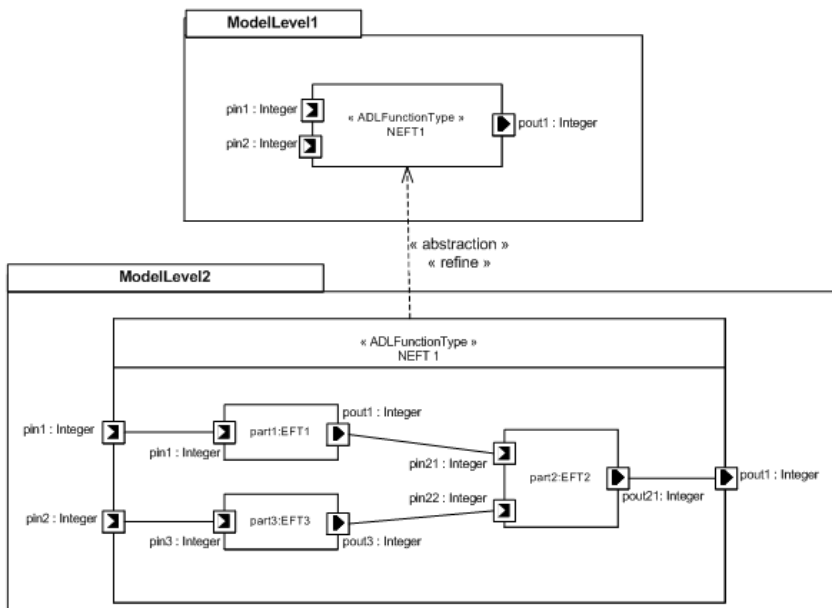 ModelLevel1
pin1 : Integer
« ADLFunctionType »
NEFT1
pout1 : Integer
pin2 : Integer
« abstraction »
« refine »
ModelLevel2
« ADLFunctionType »
NEFT 1
pout1 : Integer
pin1 : Integer
part1:EFT1
pin1 : Integer
pin21 : Integer
part2:EFT2
pout1 : Integer
pin22 : Integer
pout21: Integer
pin2 : Integer
part3:EFT3
pin3 : Integer
pout3 : Integer